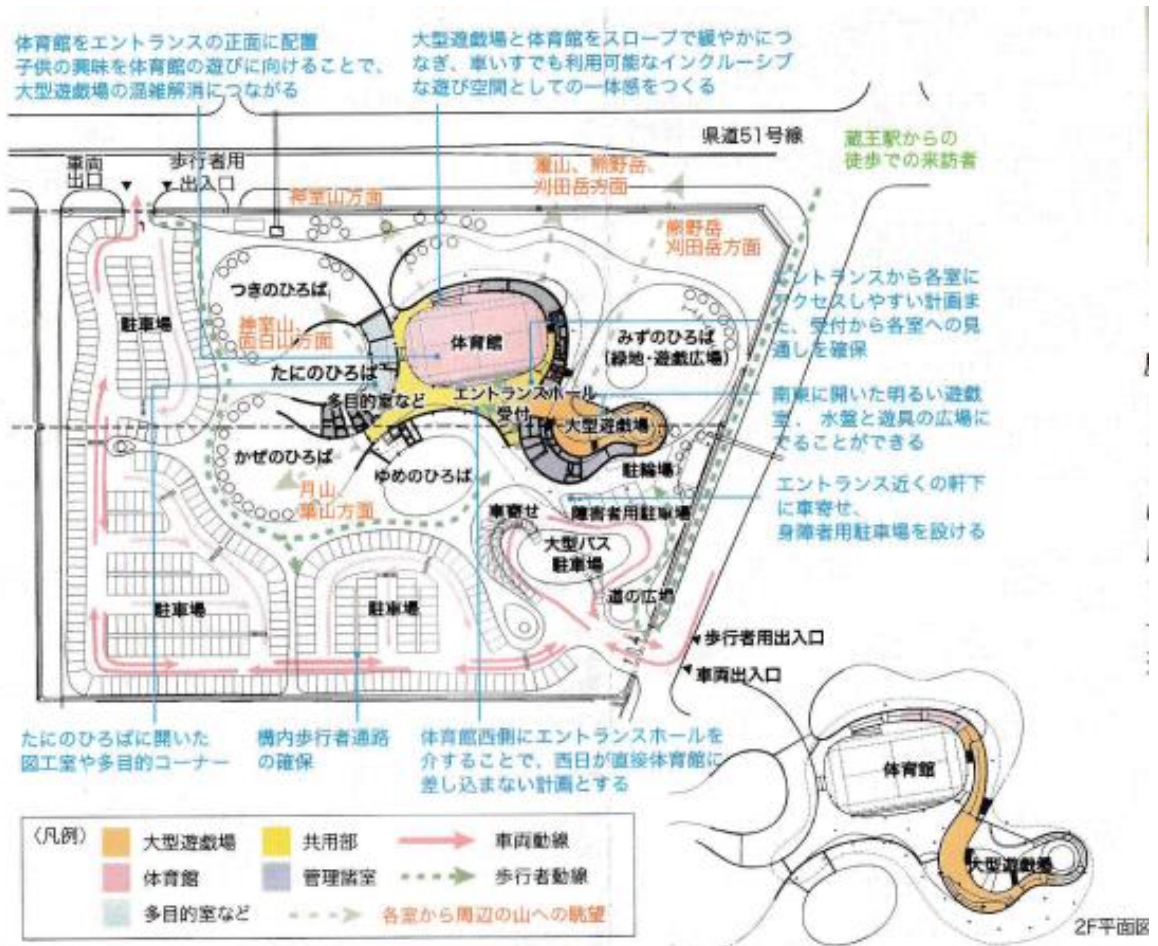 体育館をエントランスの正面に配置
子供の興味を体育館の遊びに向けることで、
大型遊戯場の混雑解消につながる
大型遊戯場と体育館をスロープで緩やかにつ
なぎ、車いすでも利用可能なインクルーシブ
な遊び空間としての一体感をつくる
県道51号線
蔵王駅からの
徒歩での来訪者
車両
出口
歩行者用
出入口
神室山方面
瀧山、熊野岳、
刈田岳方面
熊野岳
刈田岳方面
エントランスから各室に
アクセスしやすい計画ま
た、受付から各室への見
通しを確保
つきのひろば
駐車場
神室山、
面白山方面
体育館
みずのひろば
(緑地・遊戯広場)
たにのひろば
多目的室など
エントランスホール
受付
大型遊戯場
南東に開いた明るい遊戯
室、水盤と遊具の広場に
でることができる
かぜのひろば
ゆめのひろば
駐輪場
月山、
葉山方面
車寄せ
障害者用駐車場
エントランス近くの軒下
に車寄せ、
身障者用駐車場を設ける
大型バス
駐車場
道の広場
駐車場
駐車場
歩行者用出入口
車両出入口
たにのひろばに開いた
図工室や多目的コーナー
構内歩行者通路
の確保
体育館西側にエントランスホールを
介することで、西日が直接体育館に
差し込まない計画とする
体育館
大型遊戯場
2F平面図
〈凡例〉
大型遊戯場
共用部
車両動線
体育館
管理諸室
歩行者動線
多目的室など
各室から周辺の山への眺望